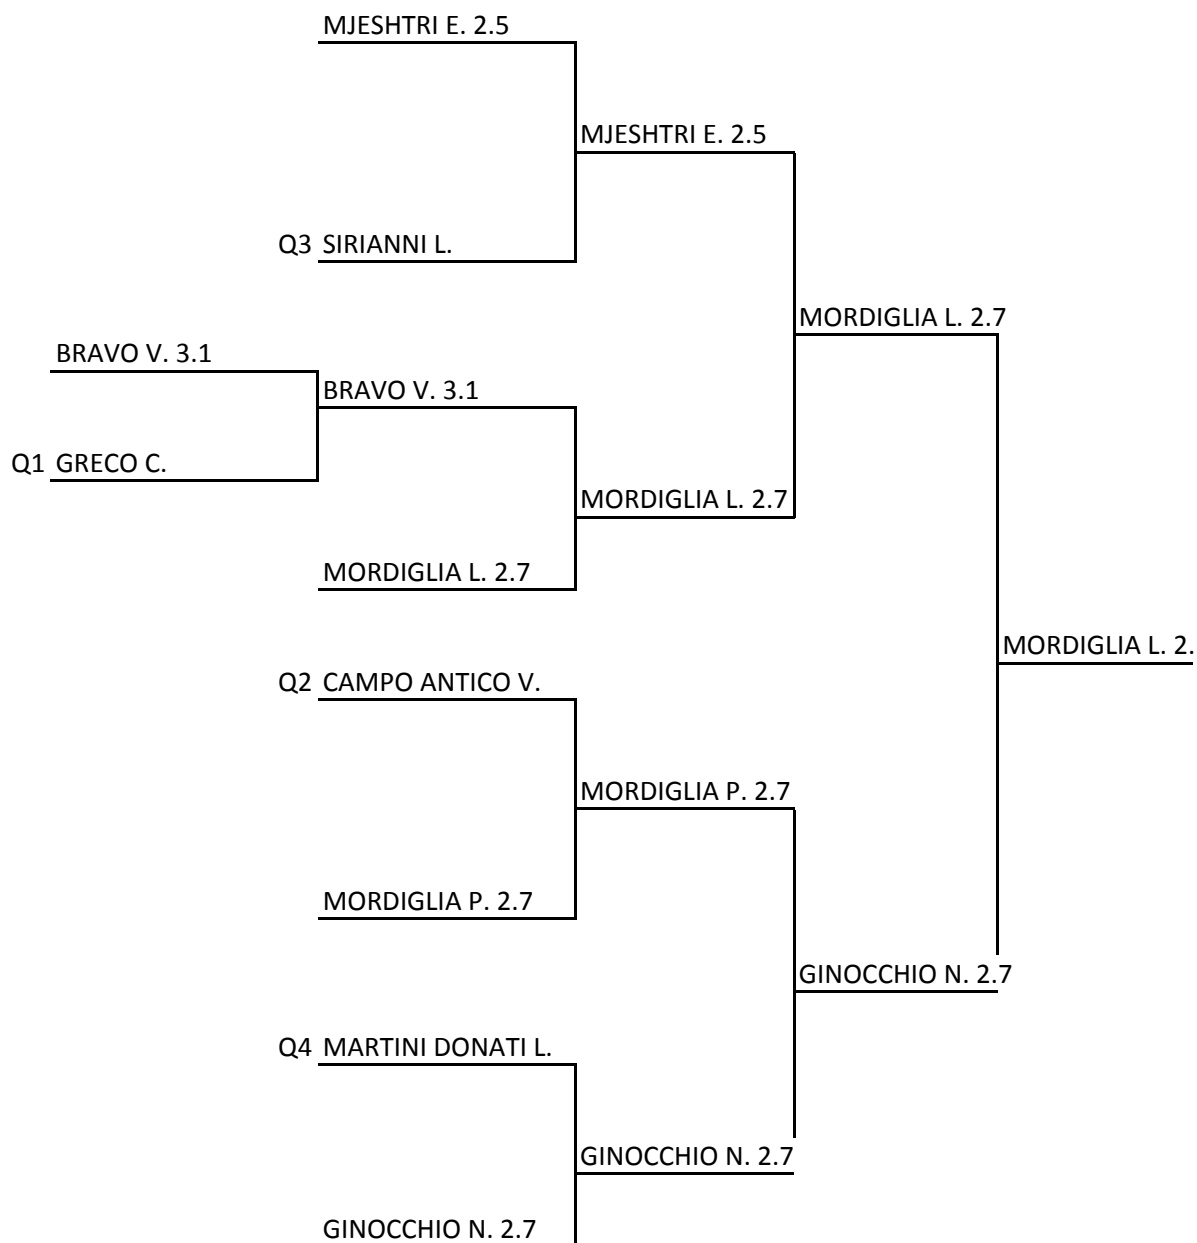 MJESHTRI E. 2.5
MJESHTRI E. 2.5
Q3 SIRIANNI L.
MORDIGLIA L. 2.7
BRAVO V. 3.1
BRAVO V. 3.1
Q1 GRECO C.
MORDIGLIA L. 2.7
MORDIGLIA L. 2.7
MORDIGLIA L. 2.
Q2 CAMPO ANTICO V.
MORDIGLIA P. 2.7
MORDIGLIA P. 2.7
GINOCCHIO N. 2.7
Q4 MARTINI DONATI L.
GINOCCHIO N. 2.7
GINOCCHIO N. 2.7